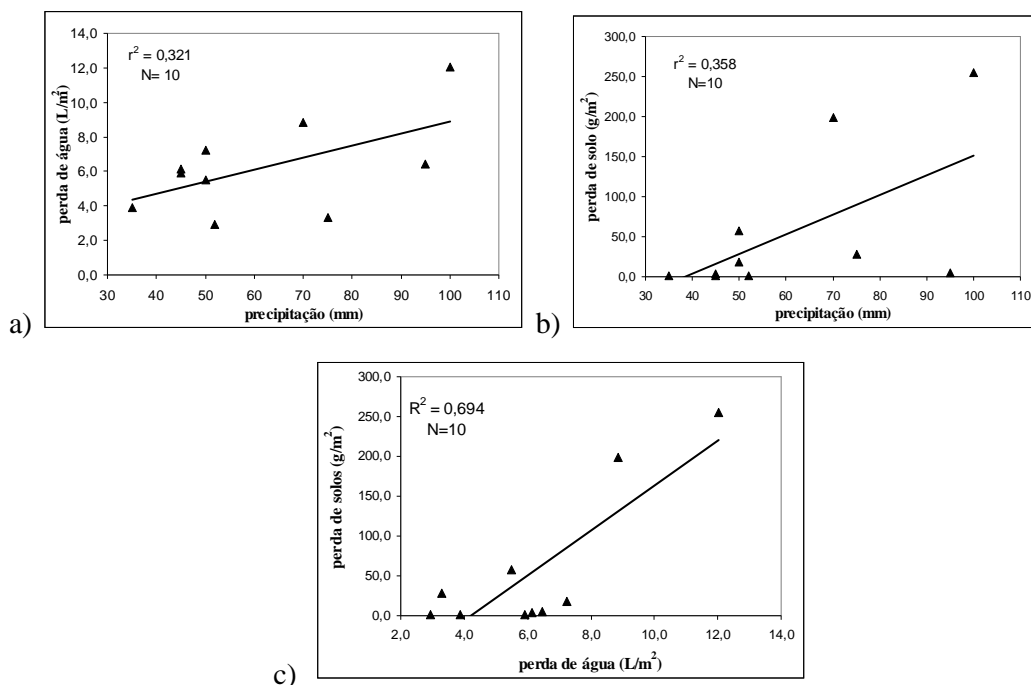 r² = 0,321
N= 10
perda de água (L/m²)
14,0
12,0
10,0
8,0
6,0
4,0
2,0
0,0
30 40 50 60 70 80 90 100 110
precipitação (mm)
a)
r² = 0,358
N=10
perda de solo (g/m²)
300,0
250,0
200,0
150,0
100,0
50,0
0,0
30 40 50 60 70 80 90 100 110
precipitação (mm)
b)
R² = 0,694
N=10
perda de solos (g/m²)
300,0
250,0
200,0
150,0
100,0
50,0
0,0
2,0 4,0 6,0 8,0 10,0 12,0 14,0
perda de água (L/m²)
c)